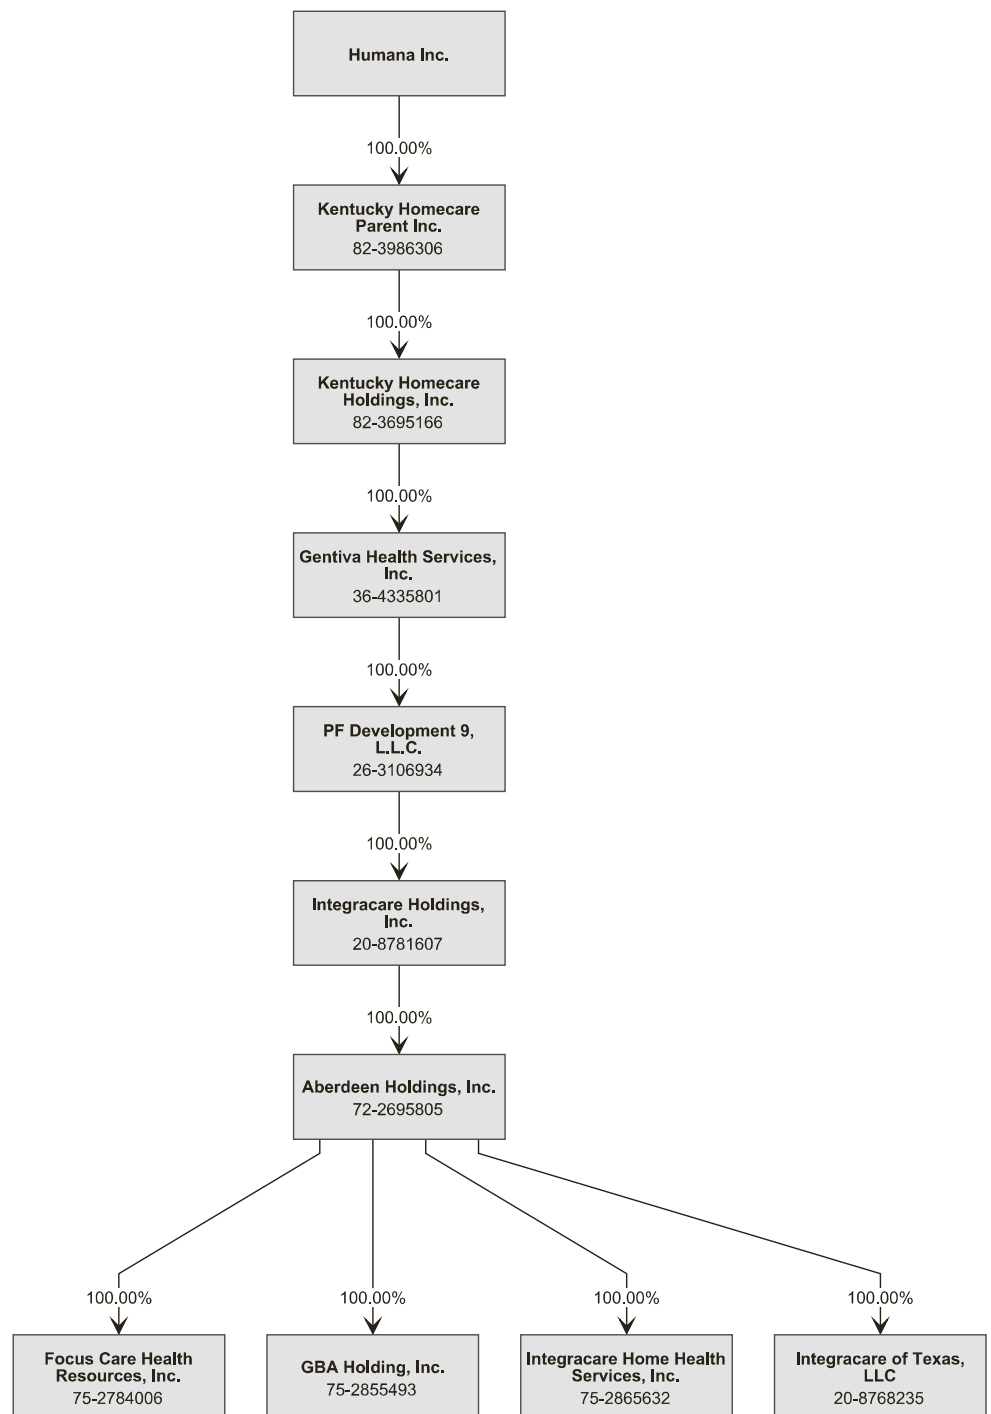 Humana Inc.
100.00%
Kentucky Homecare
Parent Inc.
82-3986306
100.00%
Kentucky Homecare
Holdings, Inc.
82-3695166
100.00%
Gentiva Health Services,
Inc.
36-4335801
100.00%
PF Development 9,
L.L.C.
26-3106934
100.00%
Integracare Holdings,
Inc.
20-8781607
100.00%
Aberdeen Holdings, Inc.
72-2695805
100.00%
100.00%
100.00%
100.00%
Focus Care Health
Resources, Inc.
75-2784006
GBA Holding, Inc.
75-2855493
Integracare Home Health
Services, Inc.
75-2865632
Integracare of Texas,
LLC
20-8768235